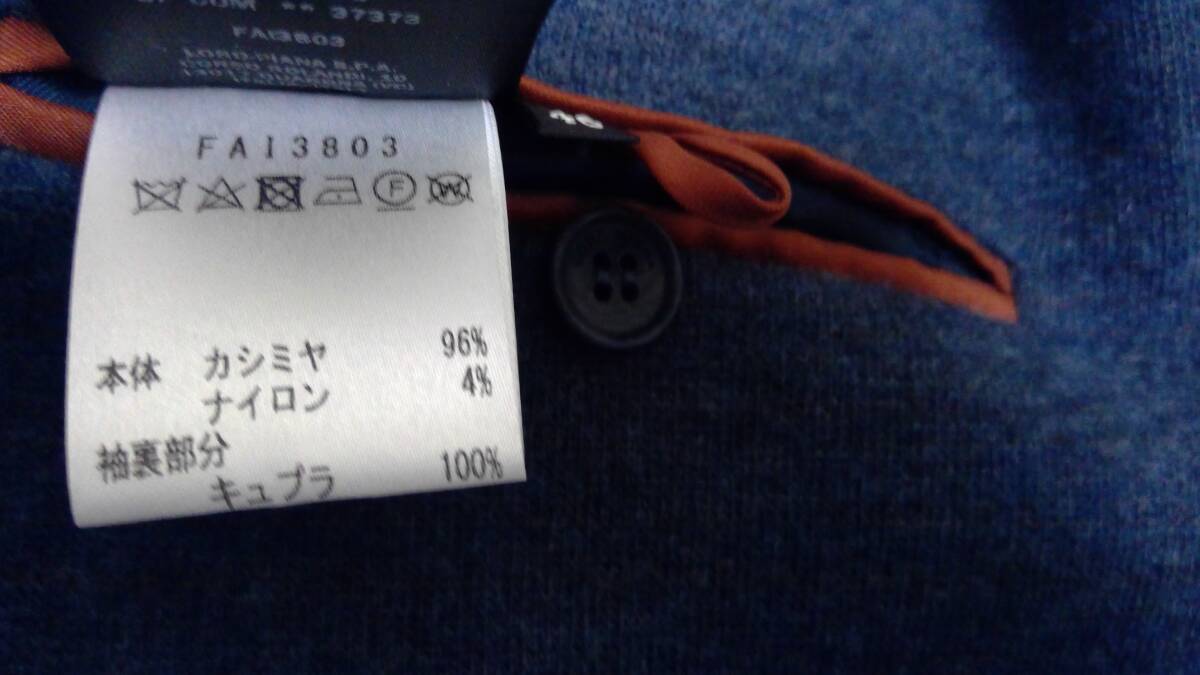 COM ** 37373
FAI3803
LORO PIANA S.P.A.
46
FAI3803
F
W
本体 カシミヤ 96%
ナイロン 4%
袖裏部分
キュプラ 100%